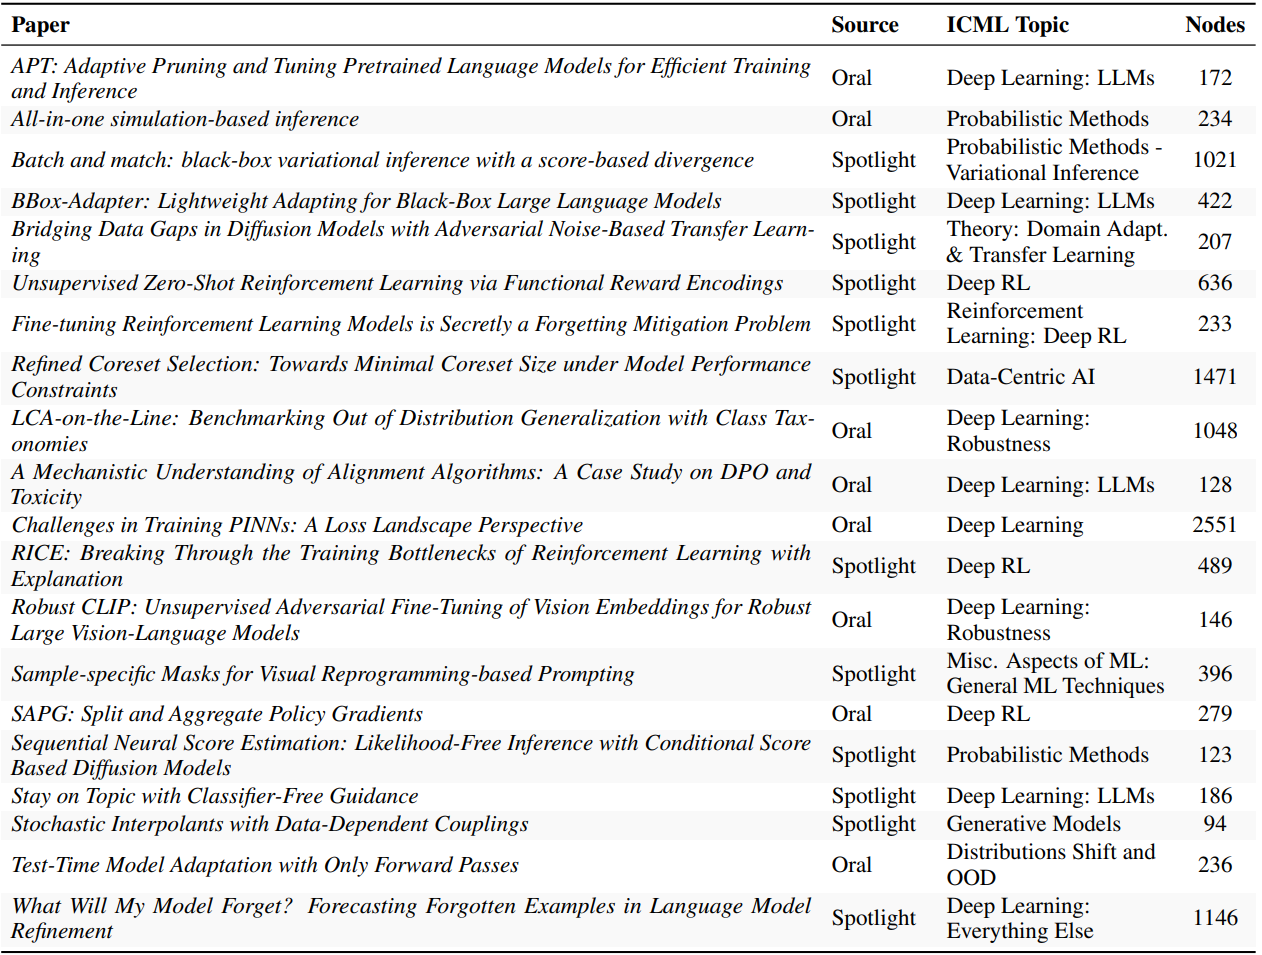 Paper Source ICML Topic Nodes
APT: Adaptive Pruning and Tuning Pretrained Language Models for Efficient Training
and Inference
Oral Deep Learning: LLMs 172
All-in-one simulation-based inference Oral Probabilistic Methods 234
Batch and match: black-box variational inference with a score-based divergence Spotlight Probabilistic Methods -
Variational Inference
1021
BBox-Adapter: Lightweight Adapting for Black-Box Large Language Models Spotlight Deep Learning: LLMs 422
Bridging Data Gaps in Diffusion Models with Adversarial Noise-Based Transfer Learn-
ing
Spotlight Theory: Domain Adapt.
& Transfer Learning
207
Unsupervised Zero-Shot Reinforcement Learning via Functional Reward Encodings Spotlight Deep RL 636
Fine-tuning Reinforcement Learning Models is Secretly a Forgetting Mitigation Problem Spotlight Reinforcement
Learning: Deep RL
233
Refined Coreset Selection: Towards Minimal Coreset Size under Model Performance
Constraints
Spotlight Data-Centric AI 1471
LCA-on-the-Line: Benchmarking Out of Distribution Generalization with Class Tax-
onomies
Oral Deep Learning:
Robustness
1048
A Mechanistic Understanding of Alignment Algorithms: A Case Study on DPO and
Toxicity
Oral Deep Learning: LLMs 128
Challenges in Training PINNs: A Loss Landscape Perspective Oral Deep Learning 2551
RICE: Breaking Through the Training Bottlenecks of Reinforcement Learning with
Explanation
Spotlight Deep RL 489
Robust CLIP: Unsupervised Adversarial Fine-Tuning of Vision Embeddings for Robust
Large Vision-Language Models
Oral Deep Learning:
Robustness
146
Sample-specific Masks for Visual Reprogramming-based Prompting Spotlight Misc. Aspects of ML:
General ML Techniques
396
SAPG: Split and Aggregate Policy Gradients Oral Deep RL 279
Sequential Neural Score Estimation: Likelihood-Free Inference with Conditional Score
Based Diffusion Models
Spotlight Probabilistic Methods 123
Stay on Topic with Classifier-Free Guidance Spotlight Deep Learning: LLMs 186
Stochastic Interpolants with Data-Dependent Couplings Spotlight Generative Models 94
Test-Time Model Adaptation with Only Forward Passes Oral Distributions Shift and
OOD
236
What Will My Model Forget? Forecasting Forgotten Examples in Language Model
Refinement
Spotlight Deep Learning:
Everything Else
1146